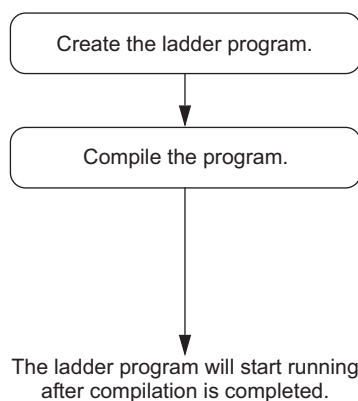 Create the ladder program.
Compile the program.
The ladder program will start running
after compilation is completed.